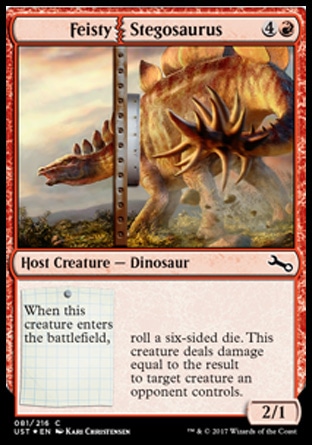 Feisty Stegosaurus 4
Host Creature — Dinosaur
When this
creature enters
the battlefield,
roll a six-sided die. This
creature deals damage
equal to the result
to target creature an
opponent controls.
2/1
081/216 C
UST • EN Kari Christensen
™ & © 2017 Wizards of the Coast